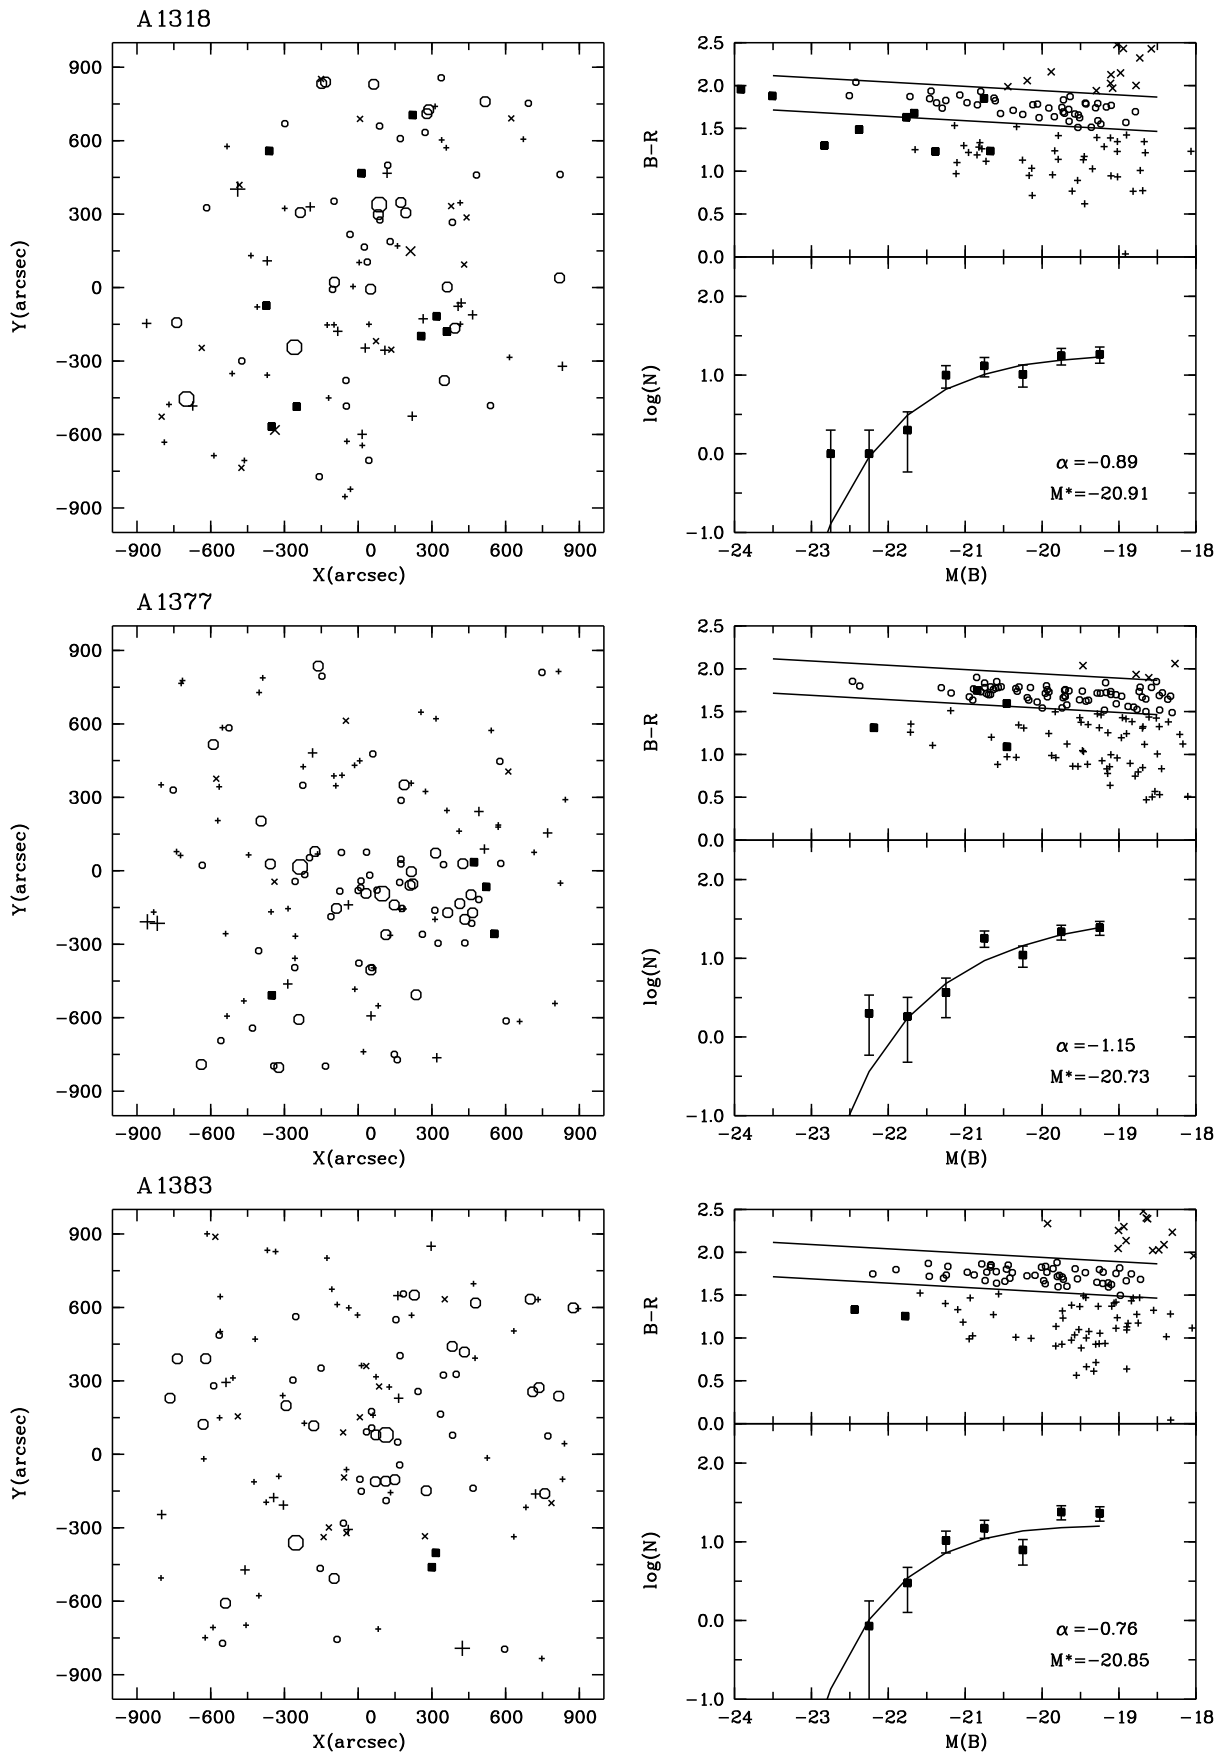 A1318
900
600
300
0
−300
−600
−900
Y(arcsec)
−900 −600 −300 0 300 600 900
X(arcsec)
2.5
2.0
1.5
1.0
0.5
0.0
B−R
2.0
1.0
0.0
−1.0
log(N)
α=−0.89
M*=−20.91
−24 −23 −22 −21 −20 −19 −18
M(B)
A1377
900
600
300
0
−300
−600
−900
Y(arcsec)
−900 −600 −300 0 300 600 900
X(arcsec)
2.5
2.0
1.5
1.0
0.5
0.0
B−R
2.0
1.0
0.0
−1.0
log(N)
α=−1.15
M*=−20.73
−24 −23 −22 −21 −20 −19 −18
M(B)
A1383
900
600
300
0
−300
−600
−900
Y(arcsec)
−900 −600 −300 0 300 600 900
X(arcsec)
2.5
2.0
1.5
1.0
0.5
0.0
B−R
2.0
1.0
0.0
−1.0
log(N)
α=−0.76
M*=−20.85
−24 −23 −22 −21 −20 −19 −18
M(B)